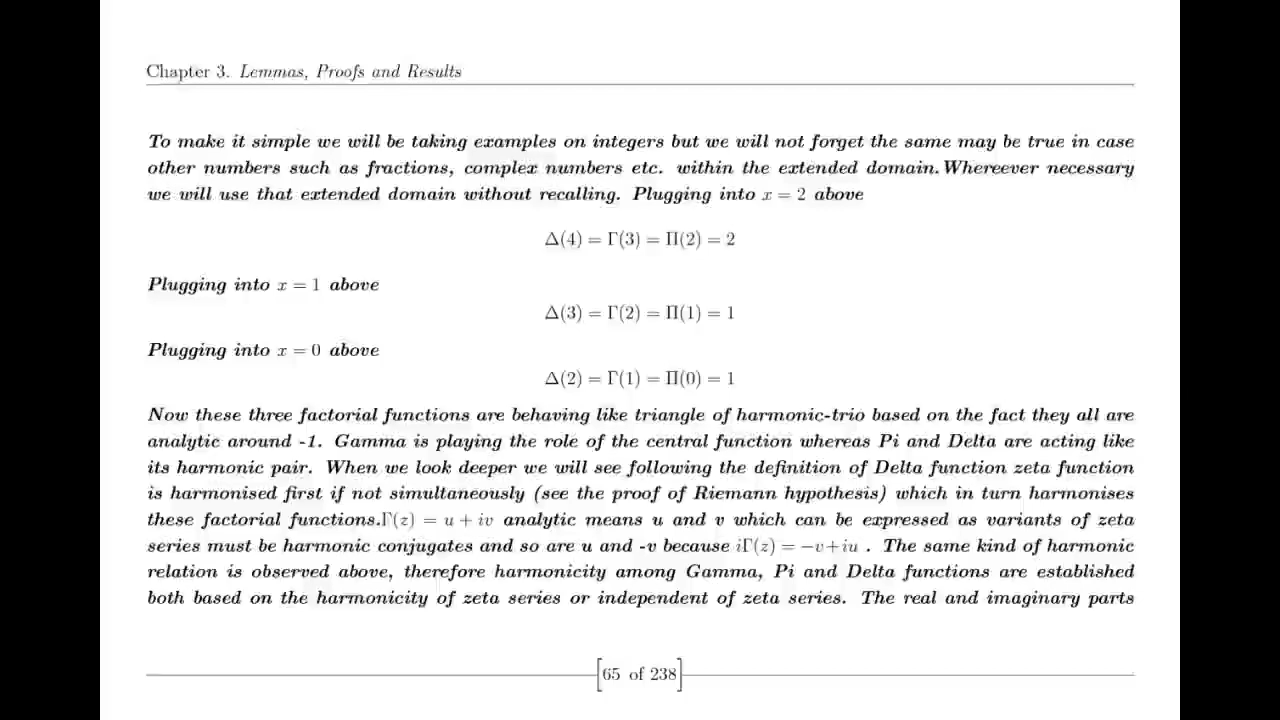 Chapter 3. Lemmas, Proofs and Results
To make it simple we will be taking examples on integers but we will not forget the same may be true in case
other numbers such as fractions, complex numbers etc. within the extended domain.Whereever necessary
we will use that extended domain without recalling. Plugging into x = 2 above
Δ(4) = Γ(3) = Π(2) = 2
Plugging into x = 1 above
Δ(3) = Γ(2) = Π(1) = 1
Plugging into x = 0 above
Δ(2) = Γ(1) = Π(0) = 1
Now these three factorial functions are behaving like triangle of harmonic-trio based on the fact they all are
analytic around -1. Gamma is playing the role of the central function whereas Pi and Delta are acting like
its harmonic pair. When we look deeper we will see following the definition of Delta function zeta function
is harmonised first if not simultaneously (see the proof of Riemann hypothesis) which in turn harmonises
these factorial functions.Γ(z) = u + iv analytic means u and v which can be expressed as variants of zeta
series must be harmonic conjugates and so are u and -v because iΓ(z) = −v+iu . The same kind of harmonic
relation is observed above, therefore harmonicity among Gamma, Pi and Delta functions are established
both based on the harmonicity of zeta series or independent of zeta series. The real and imaginary parts
[65 of 238]